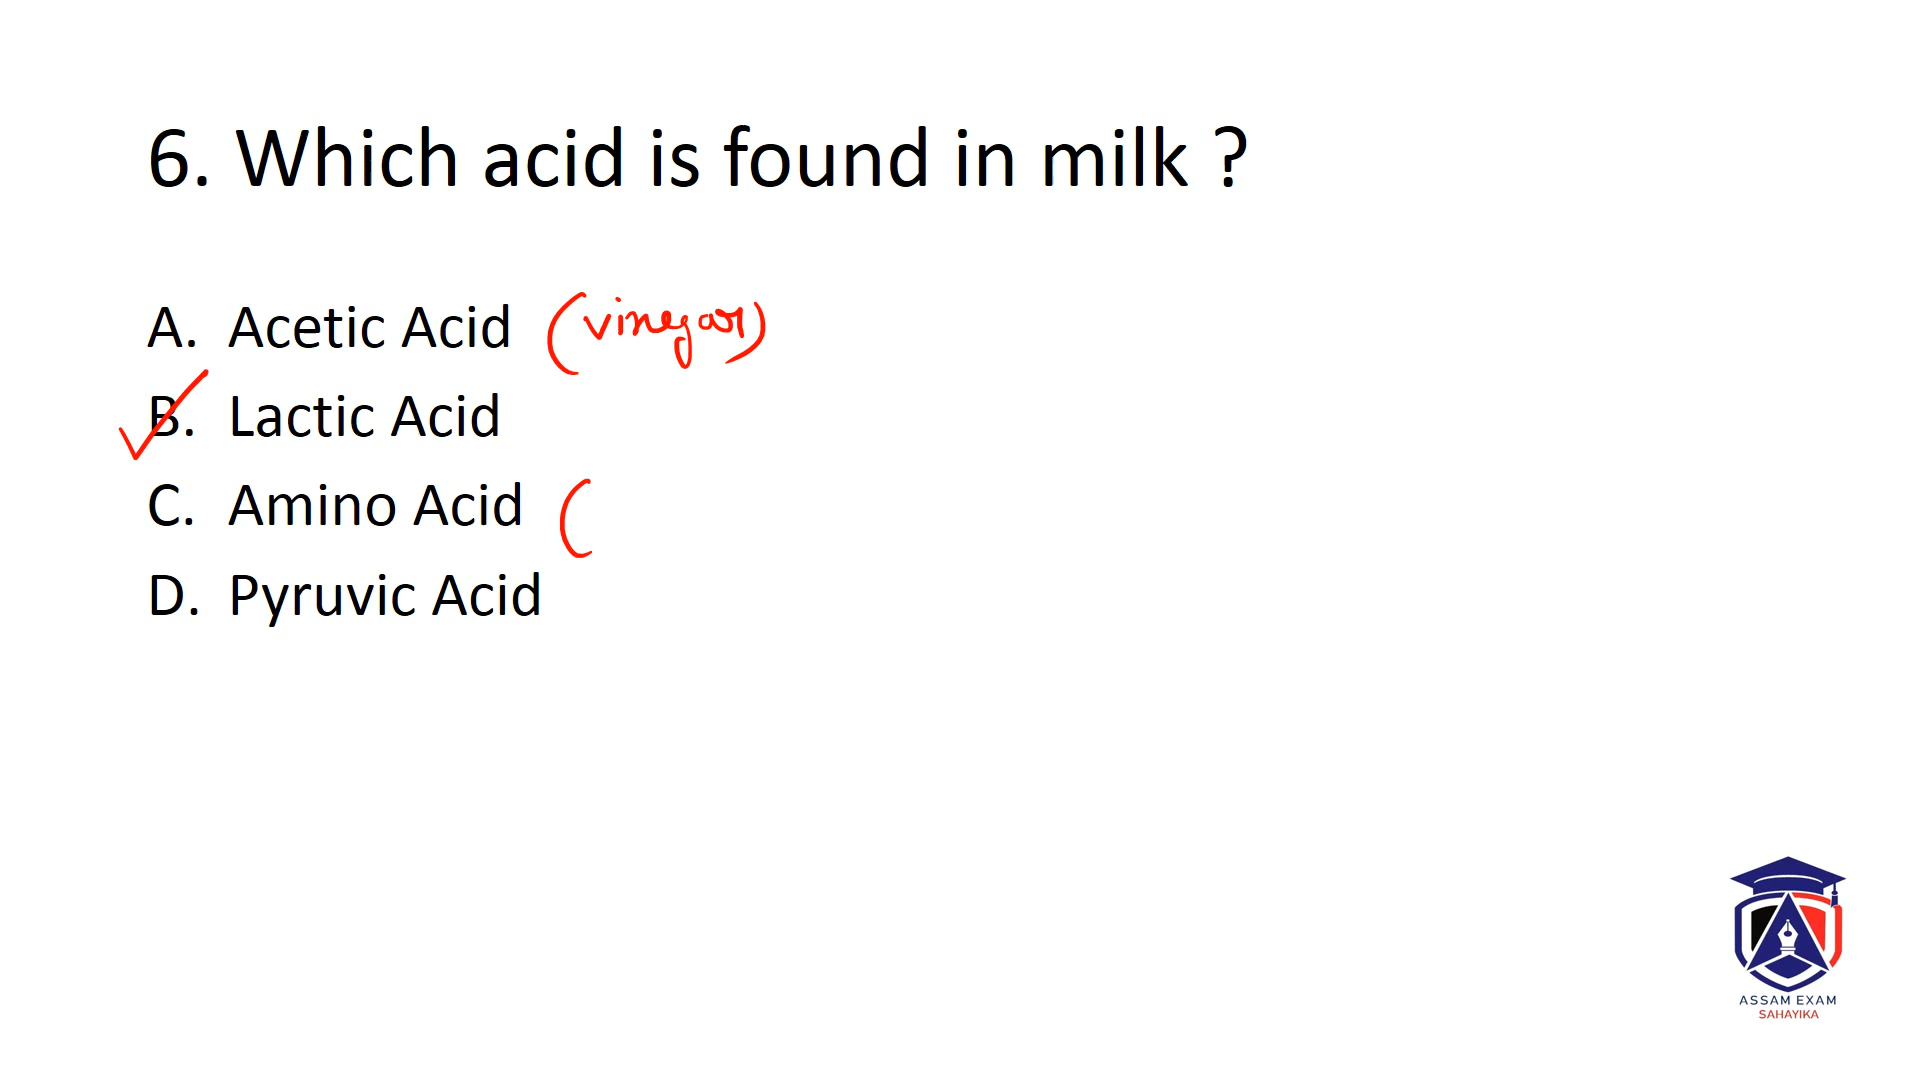 6. Which acid is found in milk ?
A. Acetic Acid (vinegar)
B. Lactic Acid
C. Amino Acid (
D. Pyruvic Acid
ASSAM EXAM
SAHAYIKA